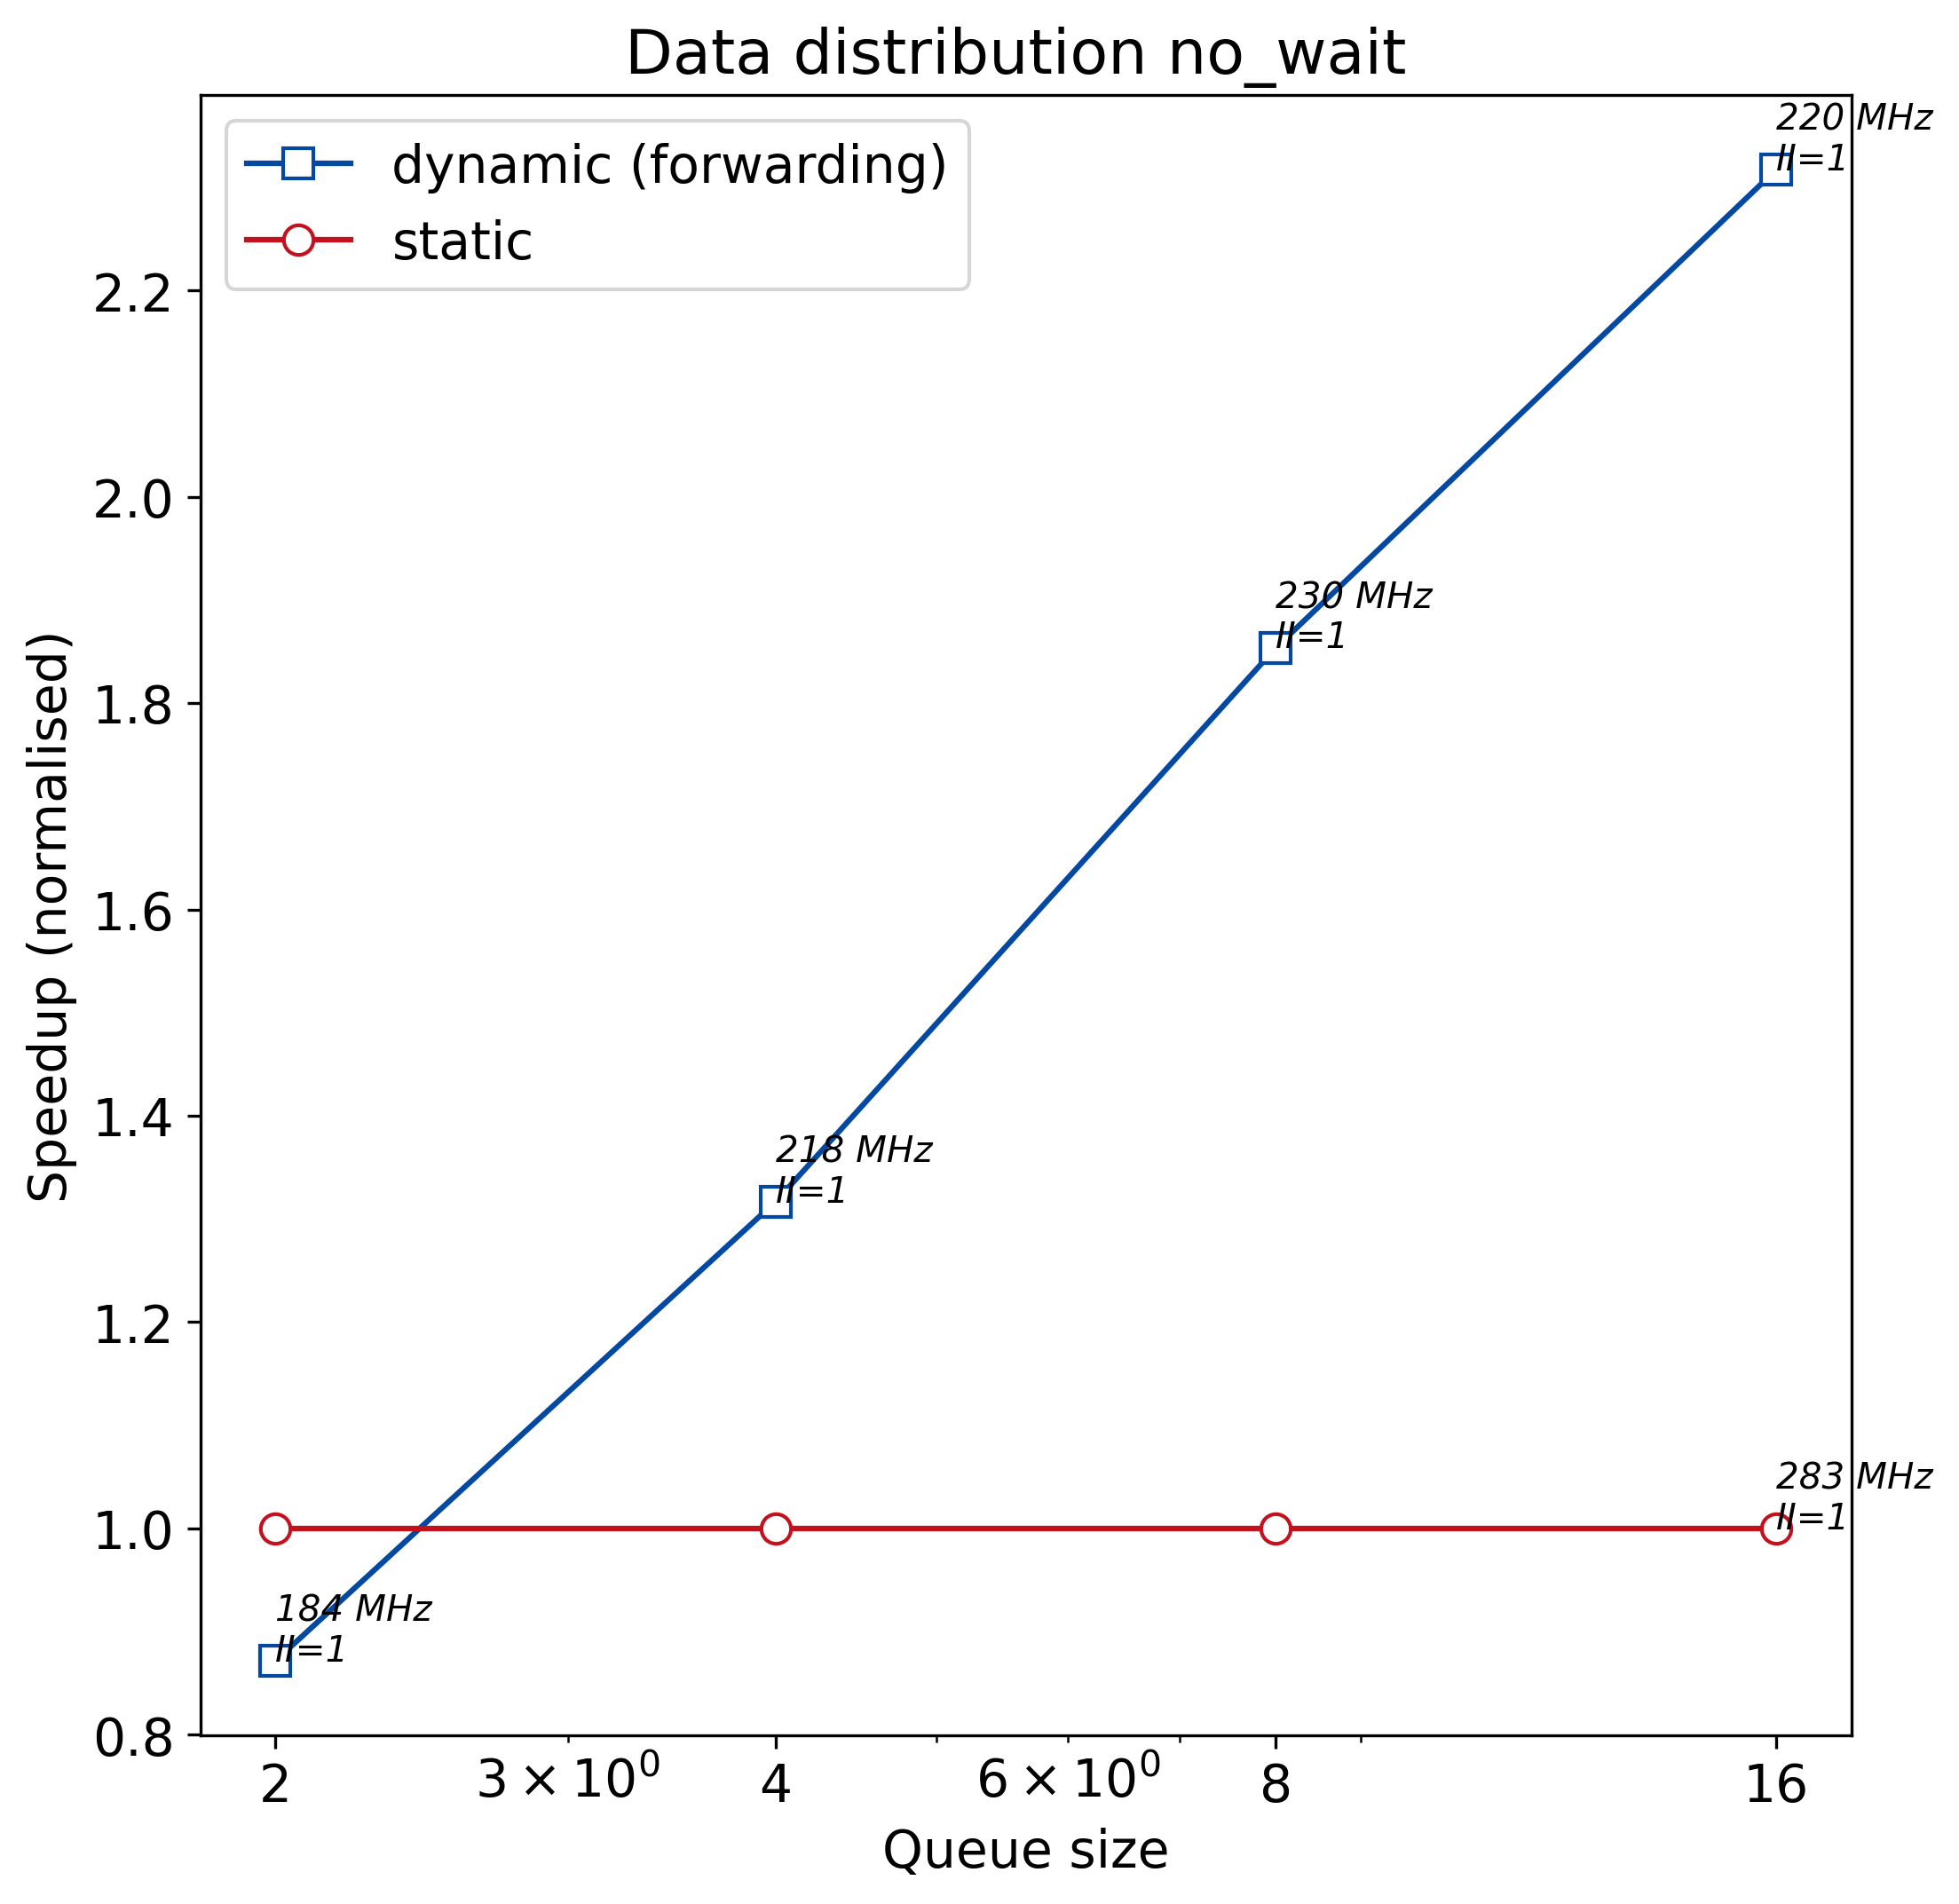 Data distribution no_wait
dynamic (forwarding)
static
220 MHz
II=1
230 MHz
II=1
218 MHz
II=1
283 MHz
II=1
184 MHz
II=1
2.2
2.0
1.8
1.6
1.4
1.2
1.0
0.8
Speedup (normalised)
2
3 × 10⁰
4
6 × 10⁰
8
16
Queue size